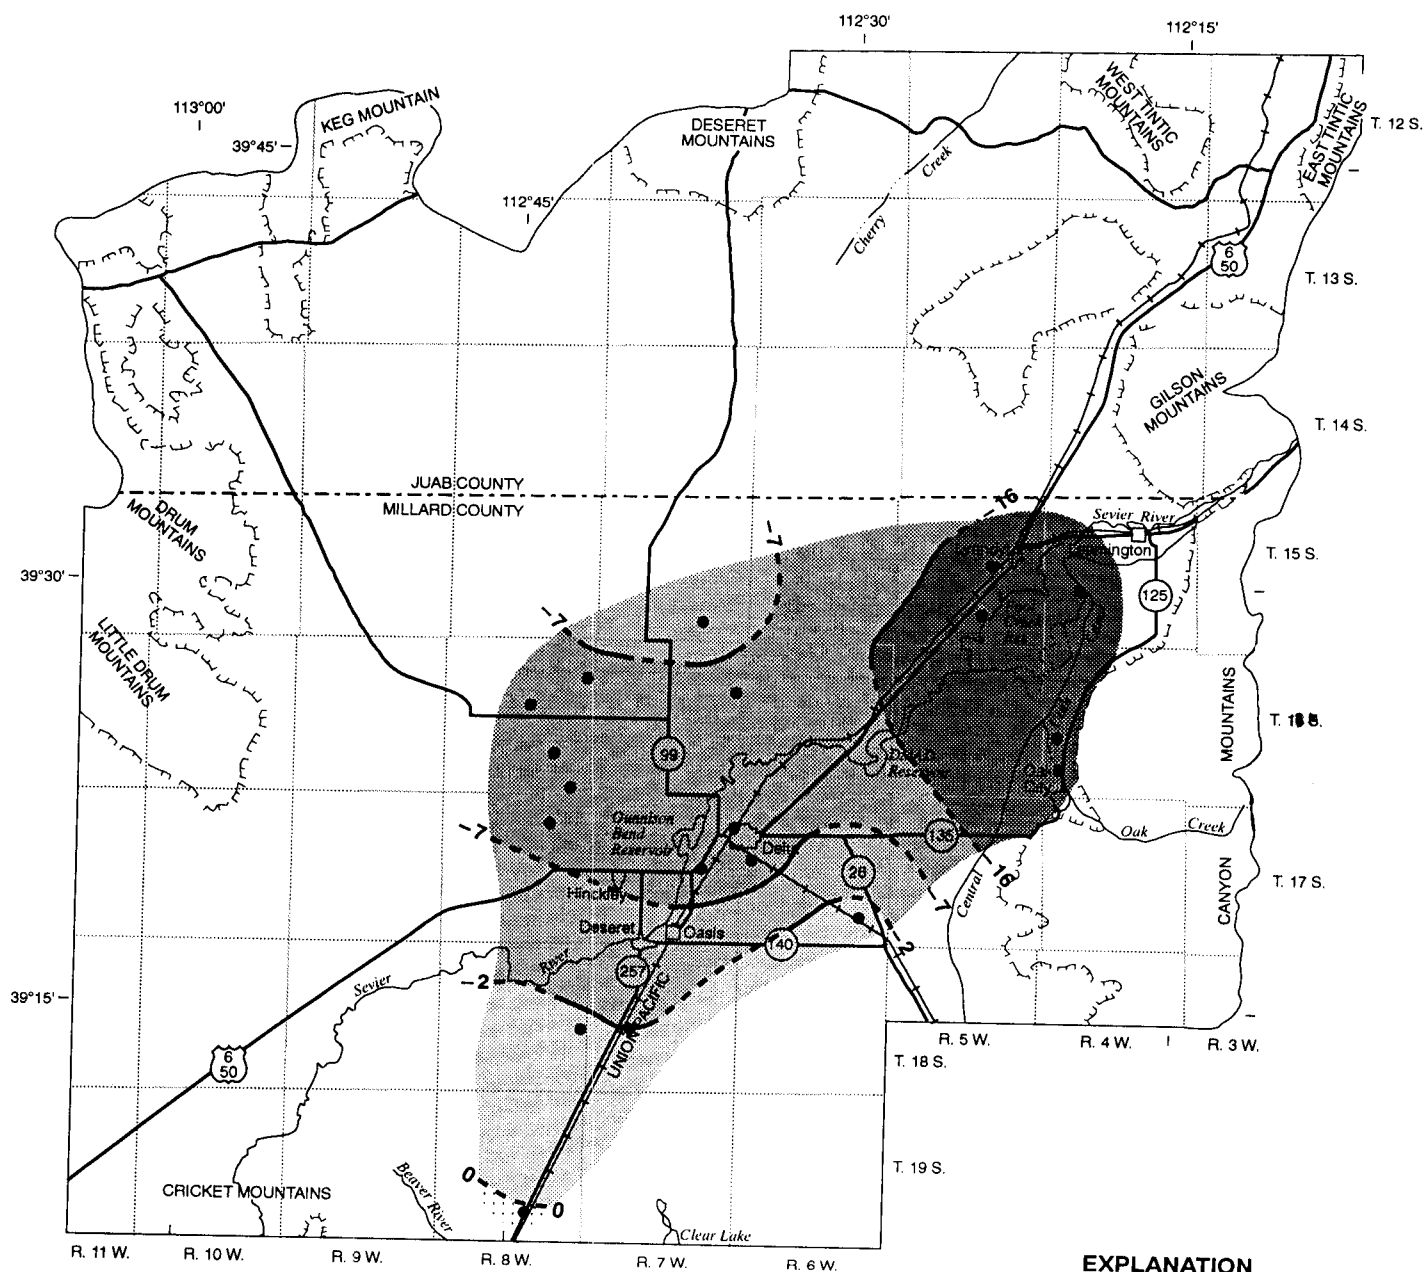 112°30'
112°15'
113°00'
KEG MOUNTAIN
39°45'
DESERET
MOUNTAINS
WEST TINTIC
MOUNTAINS
EAST TINTIC
MOUNTAINS
T. 12 S.
112°45'
Cherry
Creek
6
50
T. 13 S.
GILSON
MOUNTAINS
T. 14 S.
JUAB COUNTY
MILLARD COUNTY
DRUM
MOUNTAINS
-16
Sevier River
-7
T. 15 S.
39°30'
125
-7
LITTLE DRUM
MOUNTAINS
MOUNTAINS
99
Reservoir
Oak
City
Gunnison
Bend
Reservoir
-7
Delta
136
Oak Creek
26
16
Hinckley
CANYON
T. 17 S.
Central
7
Deseret
Oasis
140
2
River
257
Sevier
-2
39°15'
UNION PACIFIC
R. 5 W.
R. 4 W.
R. 3 W.
6
50
T. 18 S.
T. 19 S.
0
0
CRICKET MOUNTAINS
Beaver River
Clear Lake
R. 11 W.
R. 10 W.
R. 9 W.
R. 8 W.
R. 7 W.
R. 6 W.
EXPLANATION